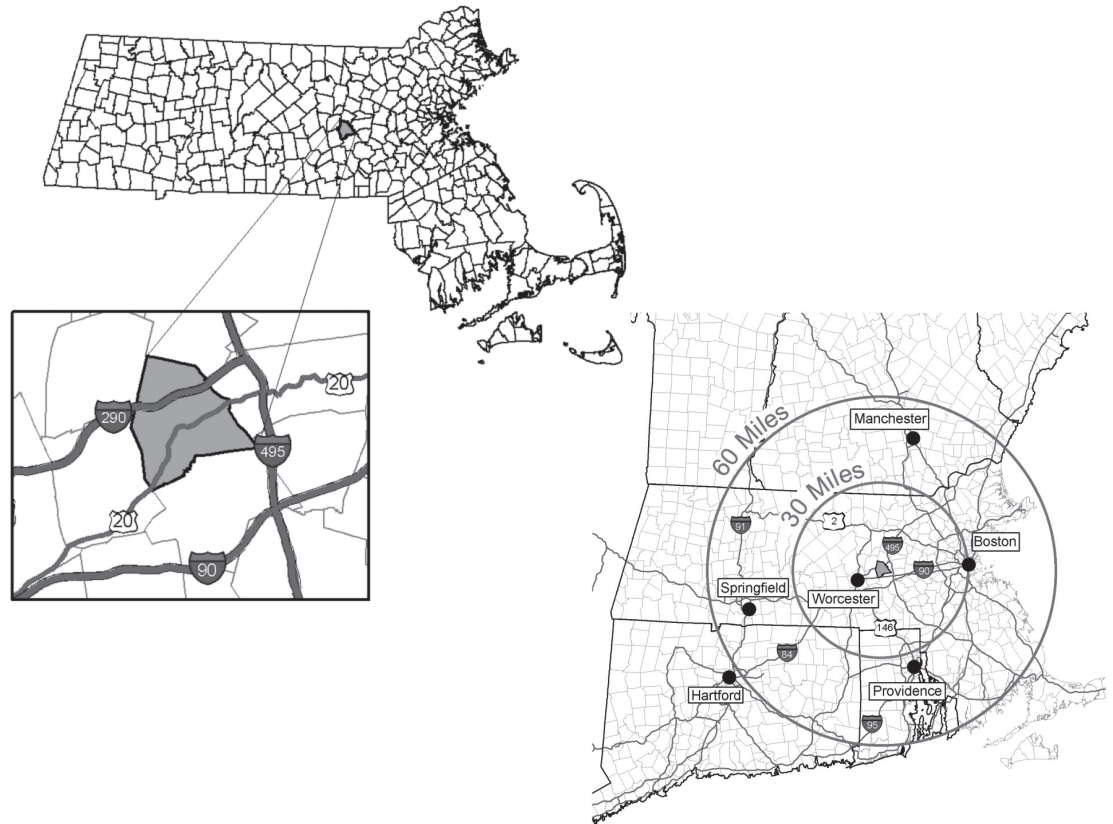 20
290
495
20
90
60 Miles
Manchester
30 Miles
91
2
495
Boston
90
Springfield
Worcester
146
84
Hartford
Providence
95